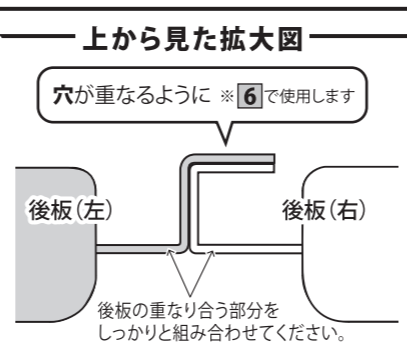 上から見た拡大図
穴が重なるように ※6で使用します
後板(左)
後板(右)
後板の重なり合う部分を
しっかりと組み合わせてください。